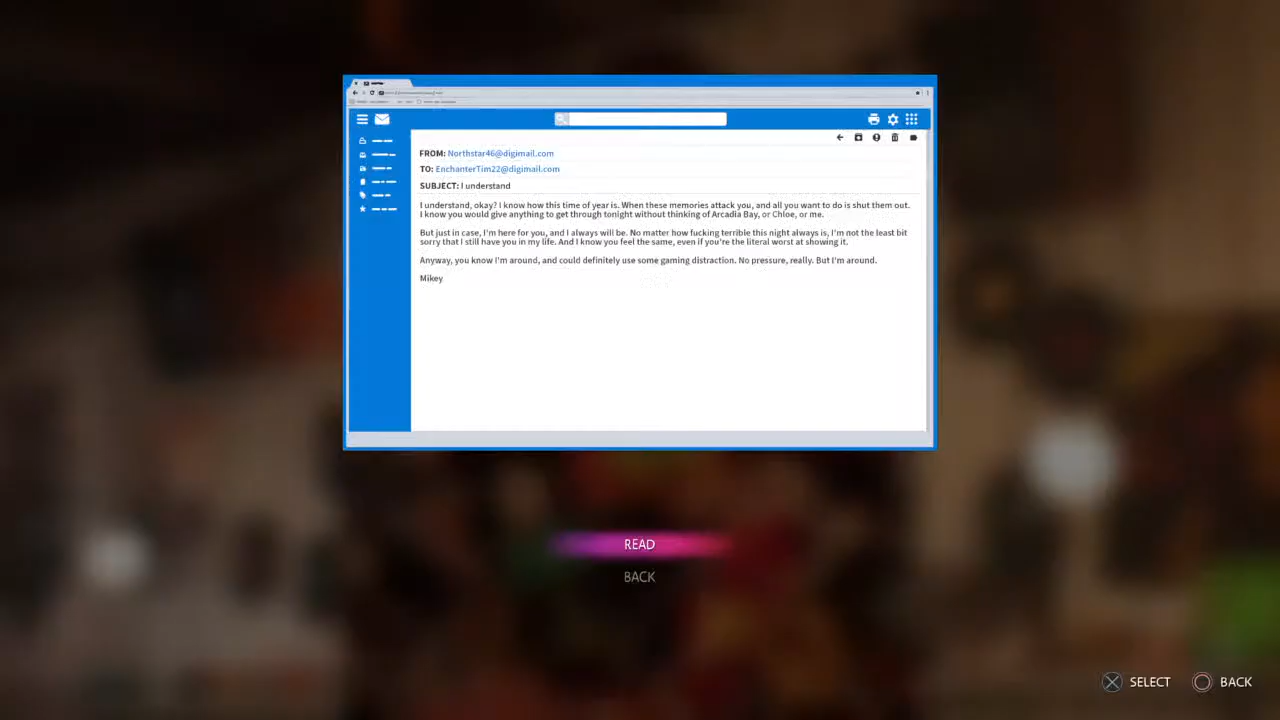 FROM: Northstar46@digimail.com
TO: EnchanterTim22@digimail.com
SUBJECT: I understand
I understand, okay? I know how this time of year is. When these memories attack you, and all you want to do is shut them out.
I know you would give anything to get through tonight without thinking of Arcadia Bay, or Chloe, or me.
But just in case, I'm here for you, and I always will be. No matter how fucking terrible this night always is, I'm not the least bit
sorry that I still have you in my life. And I know you feel the same, even if you're the literal worst at showing it.
Anyway, you know I'm around, and could definitely use some gaming distraction. No pressure, really. But I'm around.
Mikey
READ
BACK
SELECT BACK